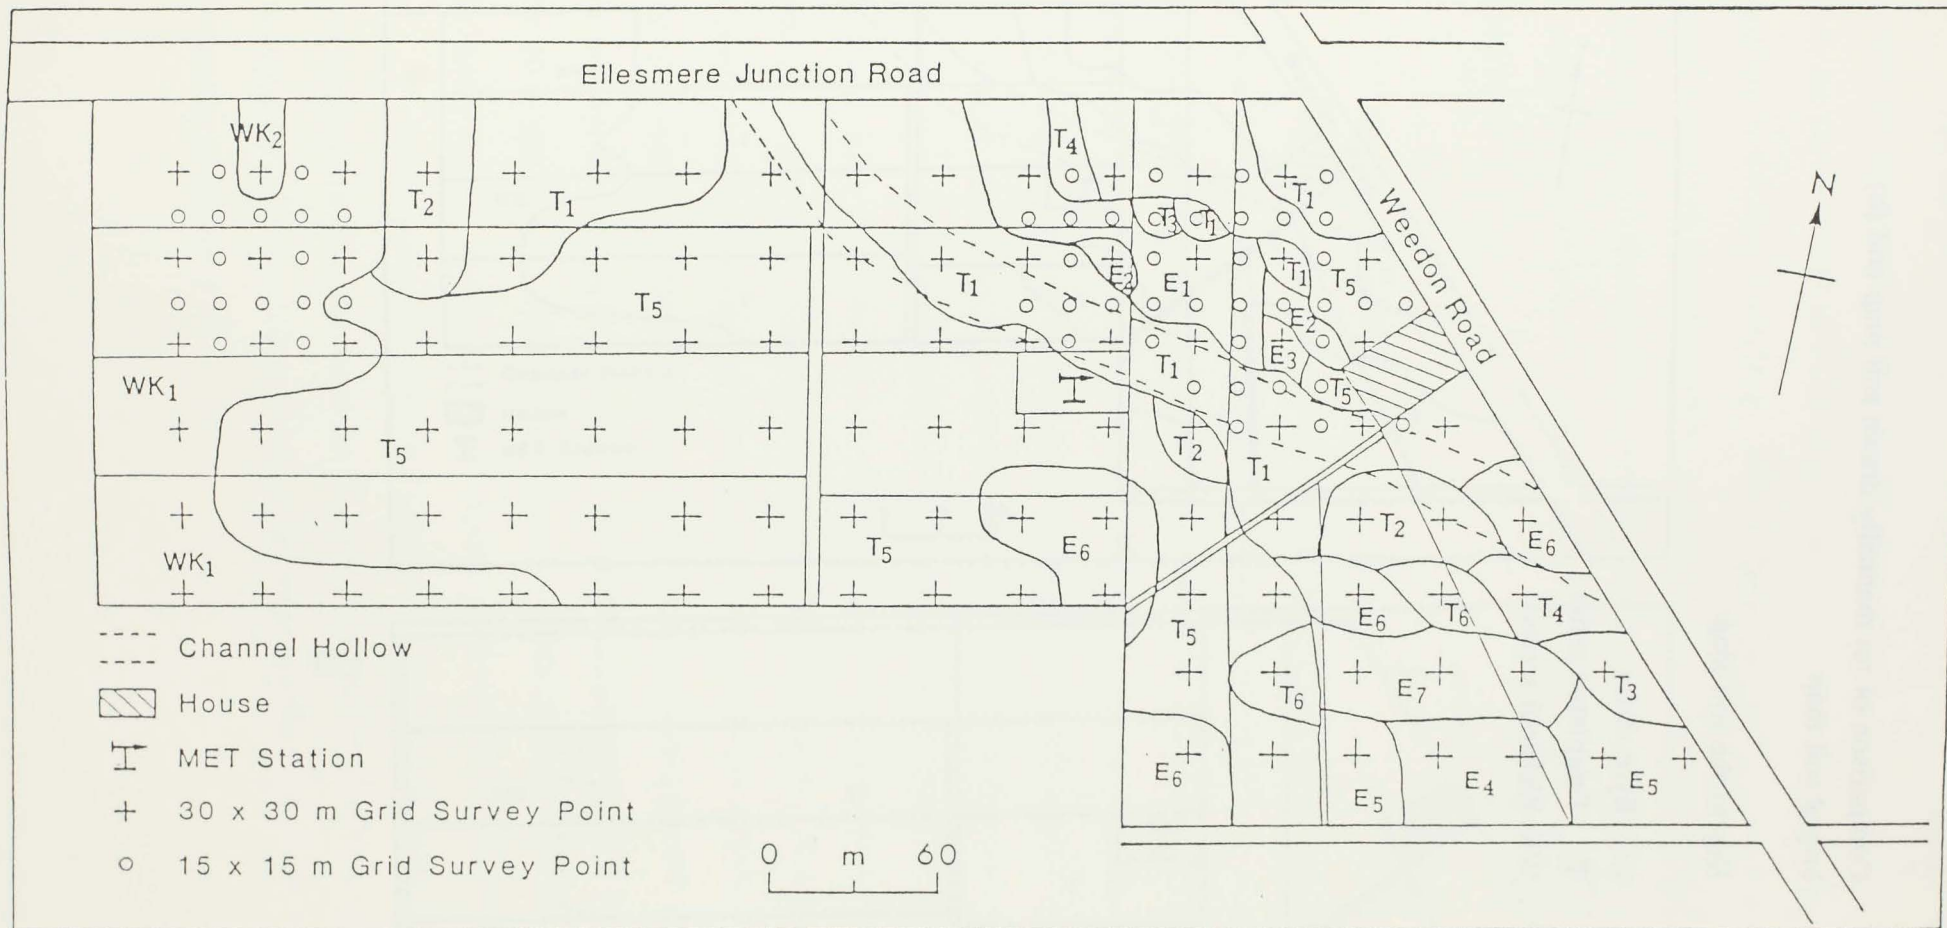 Ellesmere Junction Road
WK₂
T₄
T₂
T₁
T₃
T₁
T₁
N
Weedon Road
T₁
E₂
E₁
T₁
T₅
T₅
E₂
T₁
E₃
WK₁
T₅
T₅
T₂
T₁
T₂
E₆
T₅
E₆
WK₁
E₆
T₆
T₄
T₅
T₆
E₇
T₃
E₆
E₅
E₄
E₅
Channel Hollow
House
MET Station
30 x 30 m Grid Survey Point
15 x 15 m Grid Survey Point
0 m 60